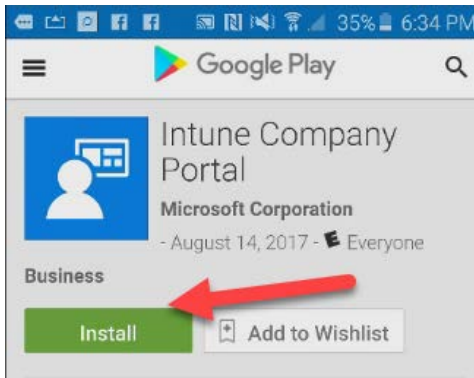 35% 6:34 PM
Google Play
Intune Company
Portal
Microsoft Corporation
- August 14, 2017 - E Everyone
Business
Install
Add to Wishlist